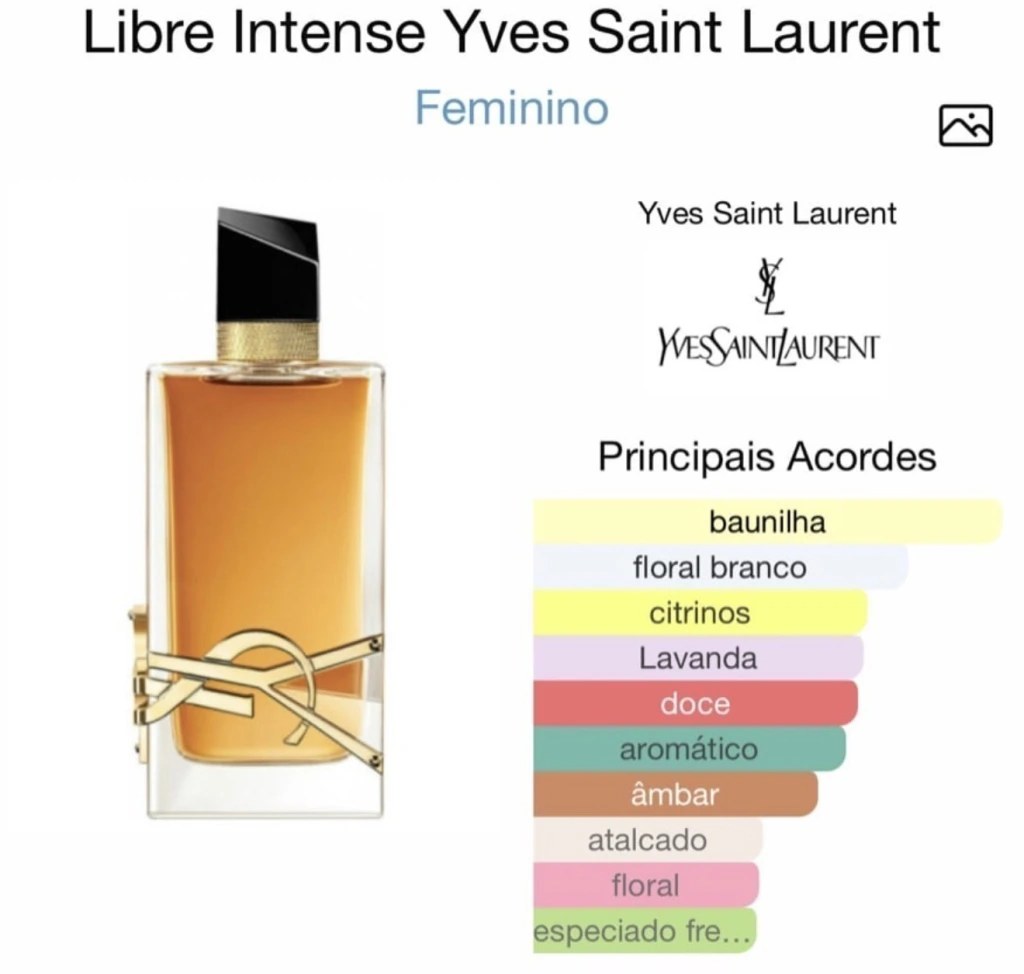 Libre Intense Yves Saint Laurent
Feminino
Yves Saint Laurent
YSL
YVESSAINTLAURENT
Principais Acordes
baunilha
floral branco
citrinos
Lavanda
doce
aromático
âmbar
atalcado
floral
especiado fre...